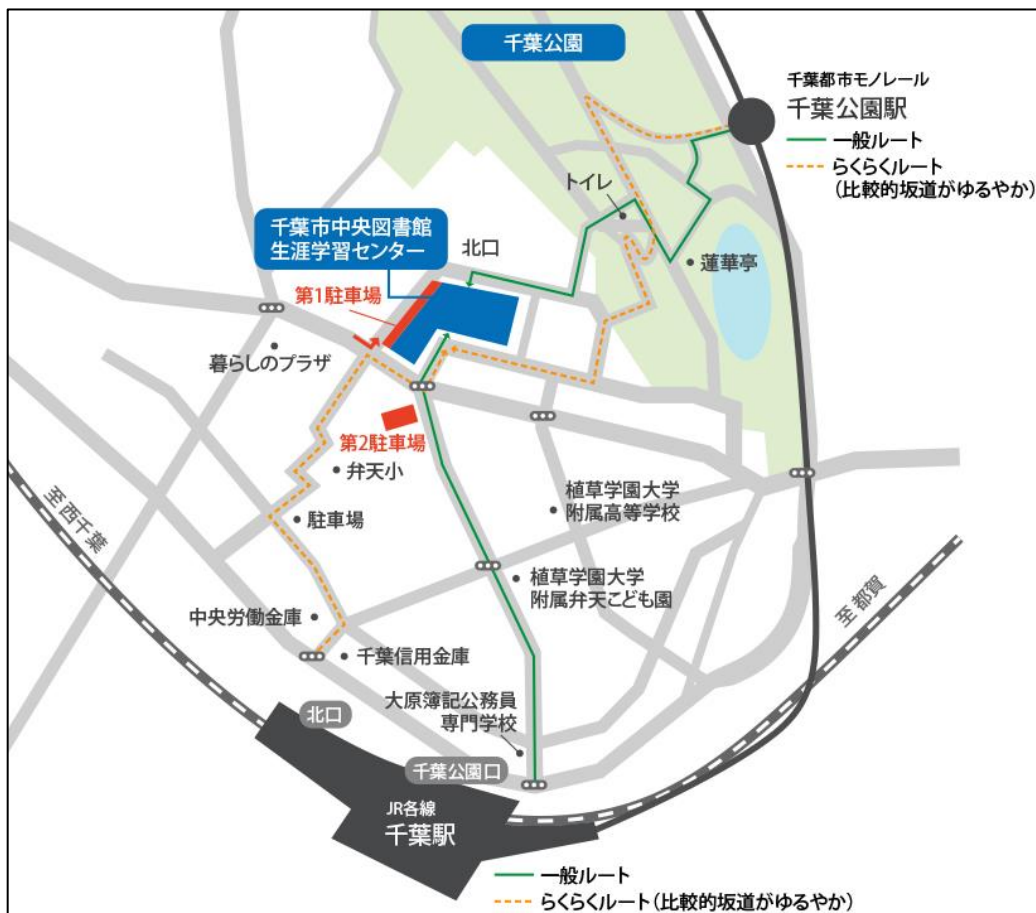 千葉公園
千葉都市モノレール
千葉公園駅
一般ルート
らくらくルート
(比較的坂道がゆるやか)
トイレ
千葉市中央図書館
生涯学習センター
北口
蓮華亭
第1駐車場
暮らしのプラザ
第2駐車場
弁天小
至西千葉
駐車場
植草学園大学
附属高等学校
植草学園大学
附属弁天こども園
至都賀
中央労働金庫
千葉信用金庫
大原簿記公務員
専門学校
北口
千葉公園口
JR各線
千葉駅
一般ルート
らくらくルート(比較的坂道がゆるやか)